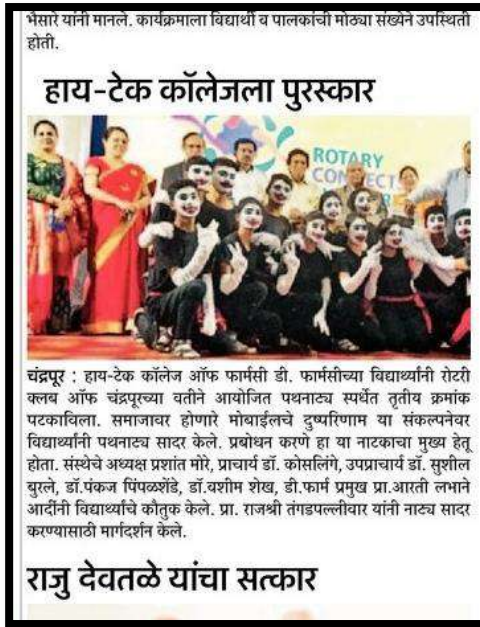 भैसारे यांनी मानले. कार्यक्रमाला विद्यार्थी व पालकांची मोठ्या संख्येने उपस्थिती
होती.
हाय-टेक कॉलेजला पुरस्कार
ROTARY
चंद्रपूर : हाय-टेक कॉलेज ऑफ फार्मसी डी. फार्मसीच्या विद्यार्थ्यांनी रोटरी
क्लब ऑफ चंद्रपूरच्या वतीने आयोजित पथनाट्य स्पर्धेत तृतीय क्रमांक
पटकाविला. समाजावर होणारे मोबाईलचे दुष्परिणाम या संकल्पनेवर
विद्यार्थ्यांनी पथनाट्य सादर केले. प्रबोधन करणे हा या नाटकाचा मुख्य हेतू
होता. संस्थेचे अध्यक्ष प्रशांत मोरे, प्राचार्य डॉ. कोसलिंगे, उपप्राचार्य डॉ. सुशील
बुरले, डॉ.पंकज पिंपळशेंडे, डॉ.वशीम शेख, डी.फार्म प्रमुख प्रा.आरती लभाने
आदींनी विद्यार्थ्यांचे कौतुक केले. प्रा. राजश्री तंगडपल्लीवार यांनी नाट्य सादर
करण्यासाठी मार्गदर्शन केले.
राजु देवतळे यांचा सत्कार